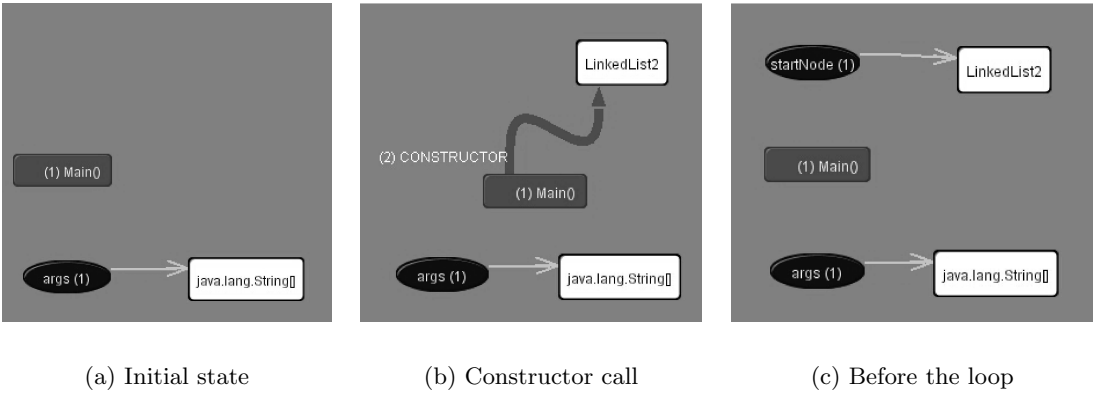 (1) Main()
args (1)
java.lang.String[]
(a) Initial state
LinkedList2
(2) CONSTRUCTOR
(1) Main()
args (1)
java.lang.String[]
(b) Constructor call
startNode (1)
LinkedList2
(1) Main()
args (1)
java.lang.String[]
(c) Before the loop